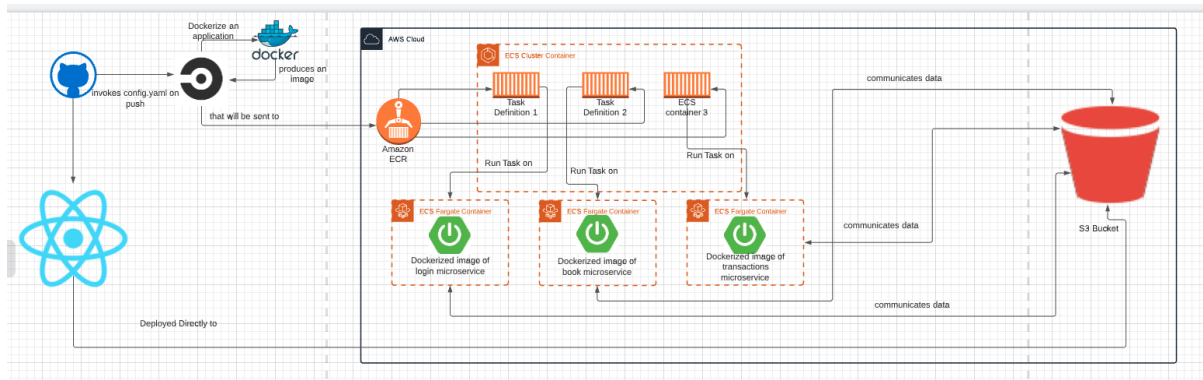 Dockerize an
application
docker
produces an
image
invokes config.yaml on
push
that will be sent to
AWS Cloud
ECS Cluster Container
Task
Definition 1
Task
Definition 2
ECS
container 3
Amazon
ECR
Run Task on
Run Task on
Run Task on
ECS Fargate Container
Dockerized image of
login microservice
ECS Fargate Container
Dockerized image of
book microservice
ECS Fargate Container
Dockerized image of
transactions
microservice
communicates data
communicates data
communicates data
S3 Bucket
Deployed Directly to